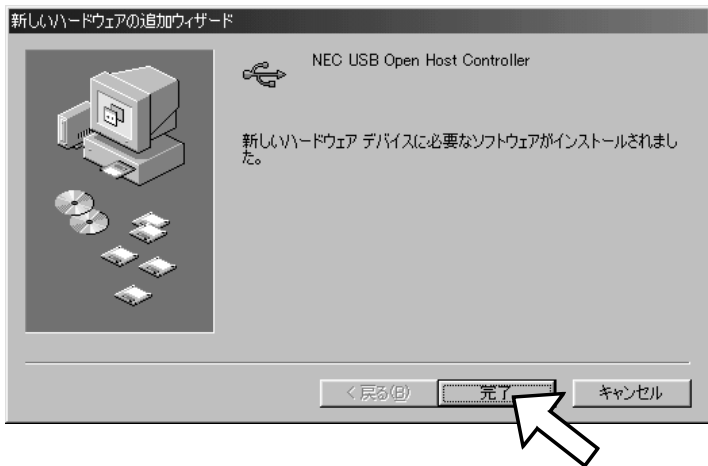 新しいハードウェアの追加ウィザード
NEC USB Open Host Controller
新しいハードウェア デバイスに必要なソフトウェアがインストールされまし
た。
< 戻る(B) 完了 キャンセル